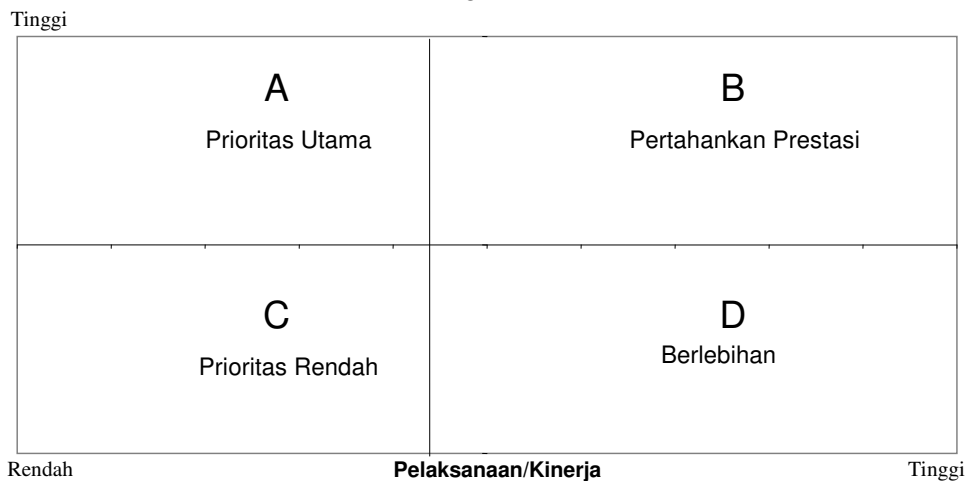 Tinggi
A
B
Prioritas Utama
Pertahankan Prestasi
C
D
Prioritas Rendah
Berlebihan
Rendah
Pelaksanaan/Kinerja
Tinggi